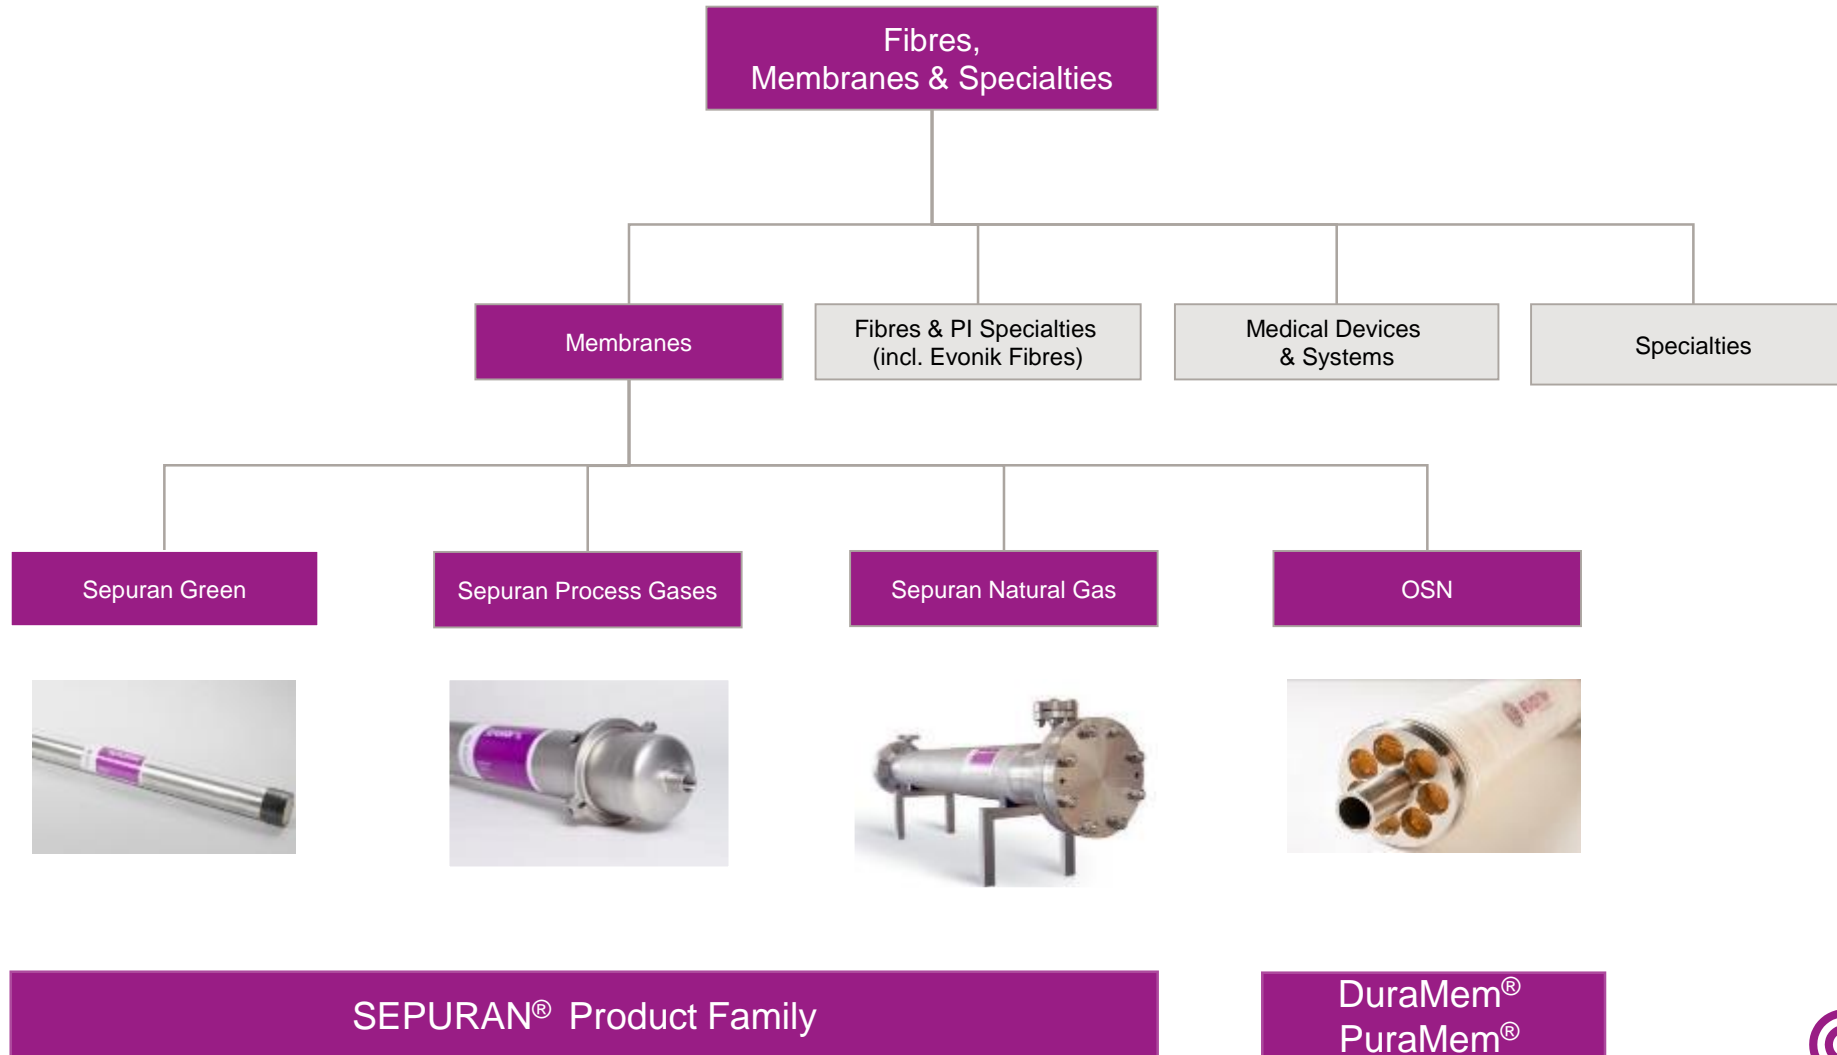 Fibres,
Membranes & Specialties
Membranes
Fibres & PI Specialties
(incl. Evonik Fibres)
Medical Devices
& Systems
Specialties
Sepuran Green
Sepuran Process Gases
Sepuran Natural Gas
OSN
SEPURAN® Product Family
DuraMem®
PuraMem®